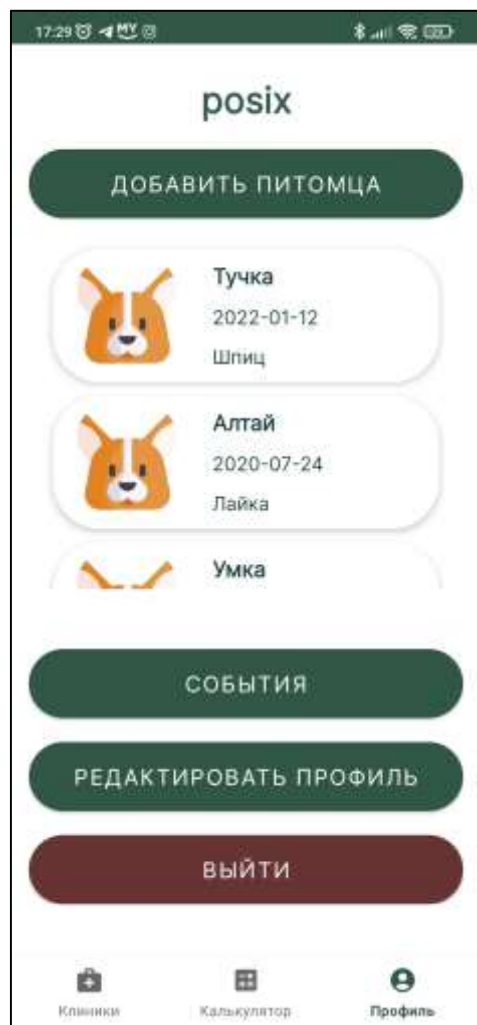 17:29
posix
ДОБАВИТЬ ПИТОМЦА
Тучка
2022-01-12
Шпиц
Алтай
2020-07-24
Лайка
Умка
СОБЫТИЯ
РЕДАКТИРОВАТЬ ПРОФИЛЬ
ВЫЙТИ
Клиники
Калькулятор
Профиль